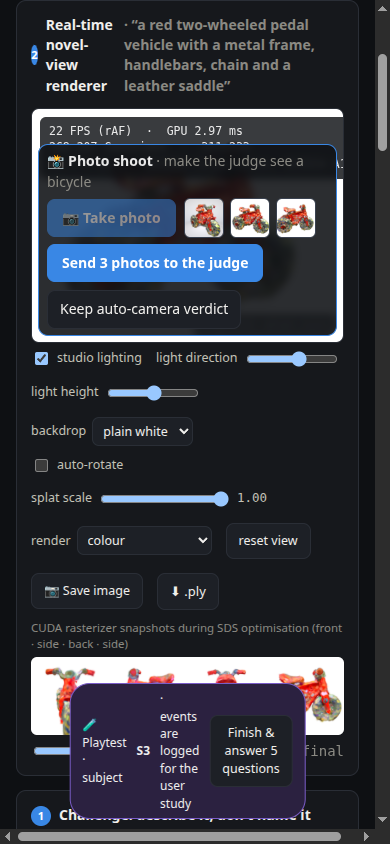 2
Real-time
novel-
view
renderer
· “a red two-wheeled pedal
vehicle with a metal frame,
handlebars, chain and a
leather saddle”
22 FPS (rAF) · GPU 2.97 ms
📸 Photo shoot · make the judge see a
bicycle
📷 Take photo
Send 3 photos to the judge
Keep auto-camera verdict
studio lighting light direction
light height
backdrop plain white
auto-rotate
splat scale 1.00
render colour reset view
📷 Save image ⬇ .ply
CUDA rasterizer snapshots during SDS optimisation (front
· side · back · side)
final
🧪
Playtest
·
subject
S3
·
events
are
logged
for the
user
study
Finish &
answer 5
questions
1